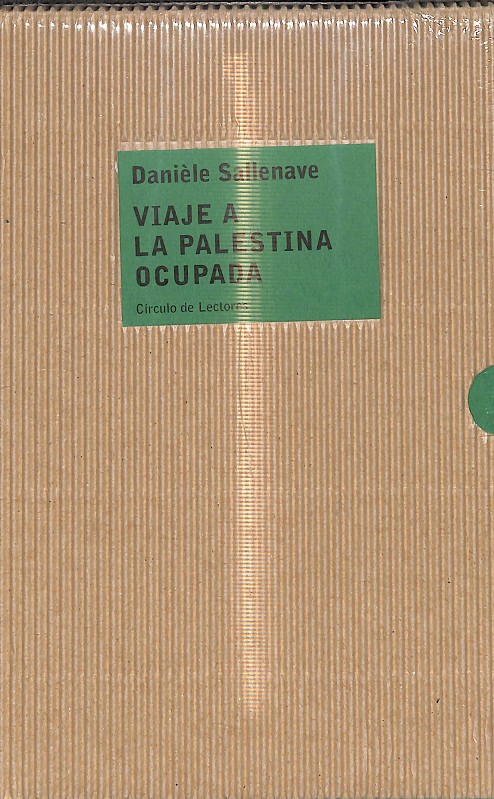 Danièle Sallenave
VIAJE A
LA PALESTINA
OCUPADA
Círculo de Lectores